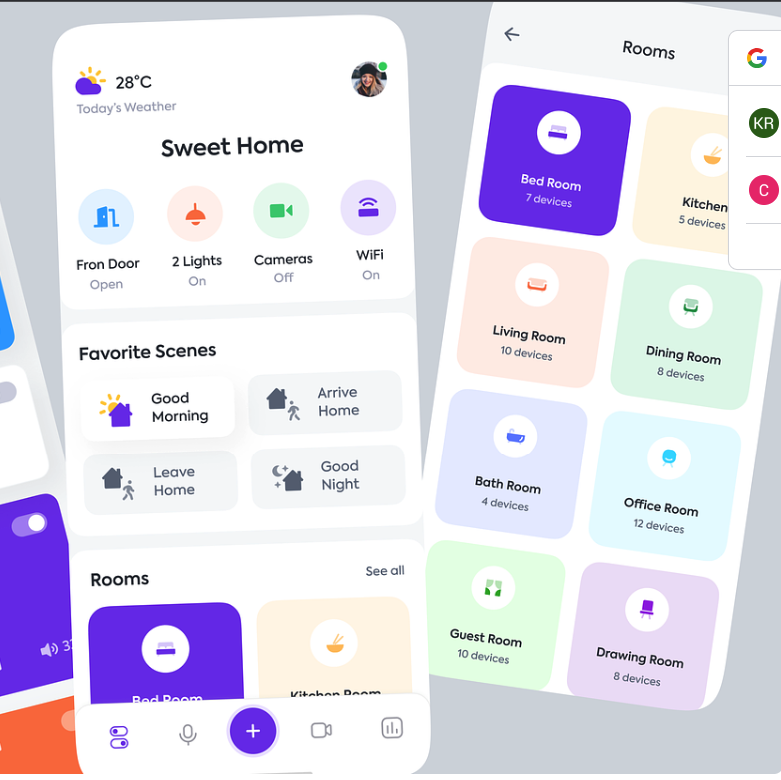 28°C
Today's Weather
Sweet Home
Fron Door
Open
2 Lights
On
Cameras
Off
WiFi
On
Favorite Scenes
Good
Morning
Arrive
Home
Leave
Home
Good
Night
Rooms
See all
Bed Room
Kitchen Room
Rooms
Bed Room
7 devices
Kitchen
5 devices
Living Room
10 devices
Dining Room
8 devices
Bath Room
4 devices
Office Room
12 devices
Guest Room
10 devices
Drawing Room
8 devices
G
KR
C